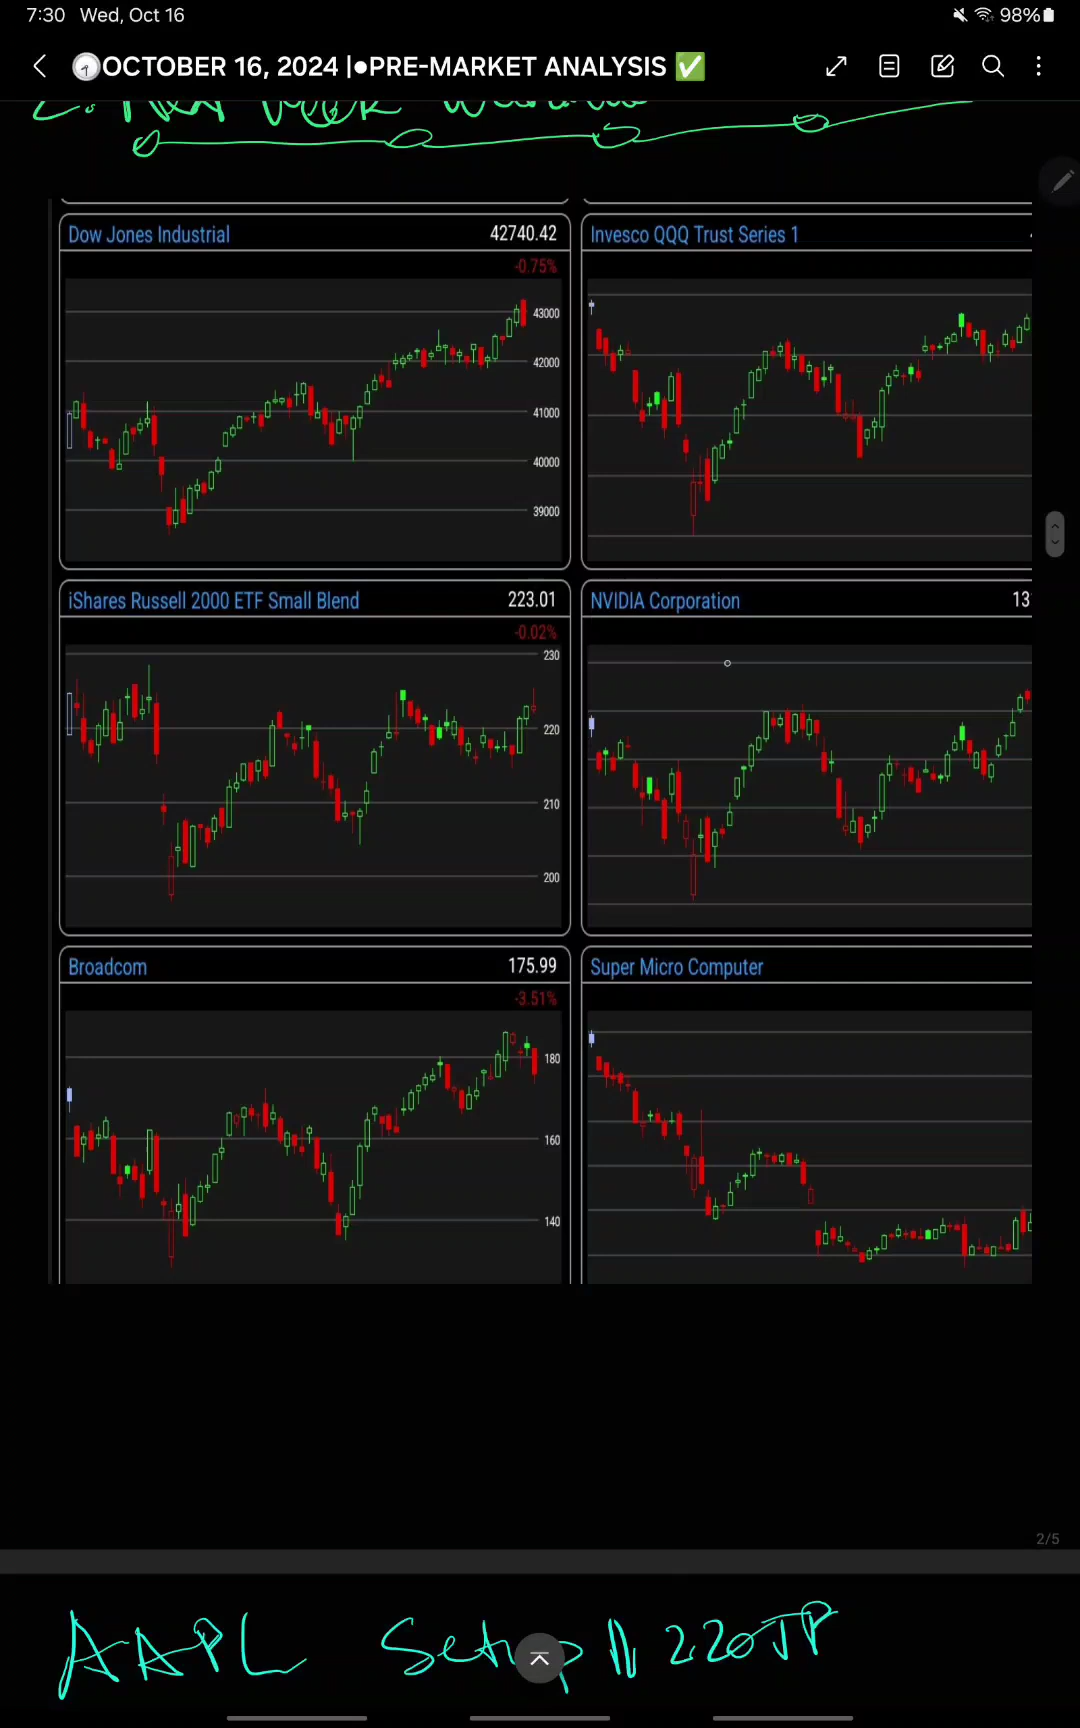 7:30 Wed, Oct 16 98%
OCTOBER 16, 2024 |●PRE-MARKET ANALYSIS ✅
Dow Jones Industrial 42740.42
-0.75%
43000
42000
41000
40000
39000
Invesco QQQ Trust Series 1
iShares Russell 2000 ETF Small Blend 223.01
-0.02%
230
220
210
200
NVIDIA Corporation 13
Broadcom 175.99
-3.51%
180
160
140
Super Micro Computer
2/5
AAPL Setup